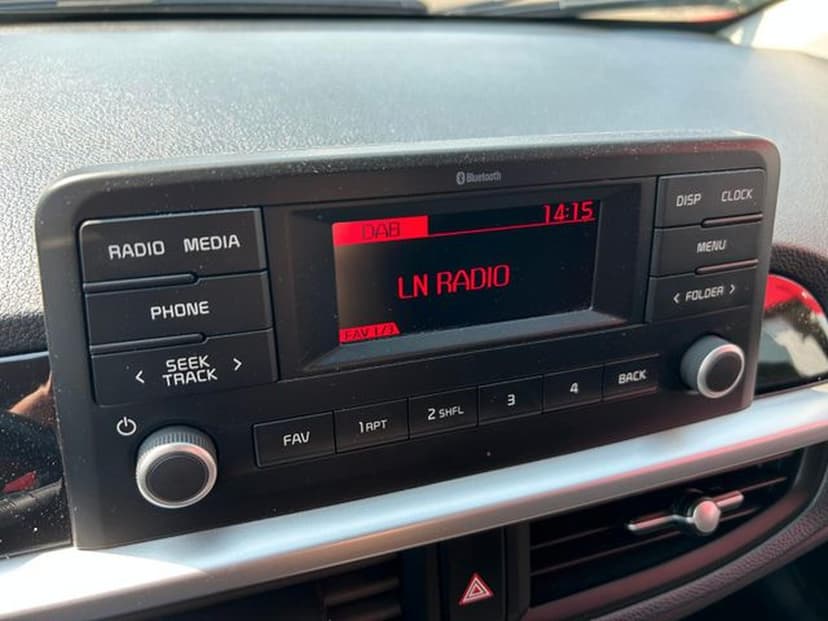 Bluetooth
RADIO MEDIA
PHONE
< SEEK TRACK >
DAB 14:15
LN RADIO
FAV 1/3
DISP CLOCK
MENU
< FOLDER >
FAV 1 RPT 2 SHFL 3 4 BACK